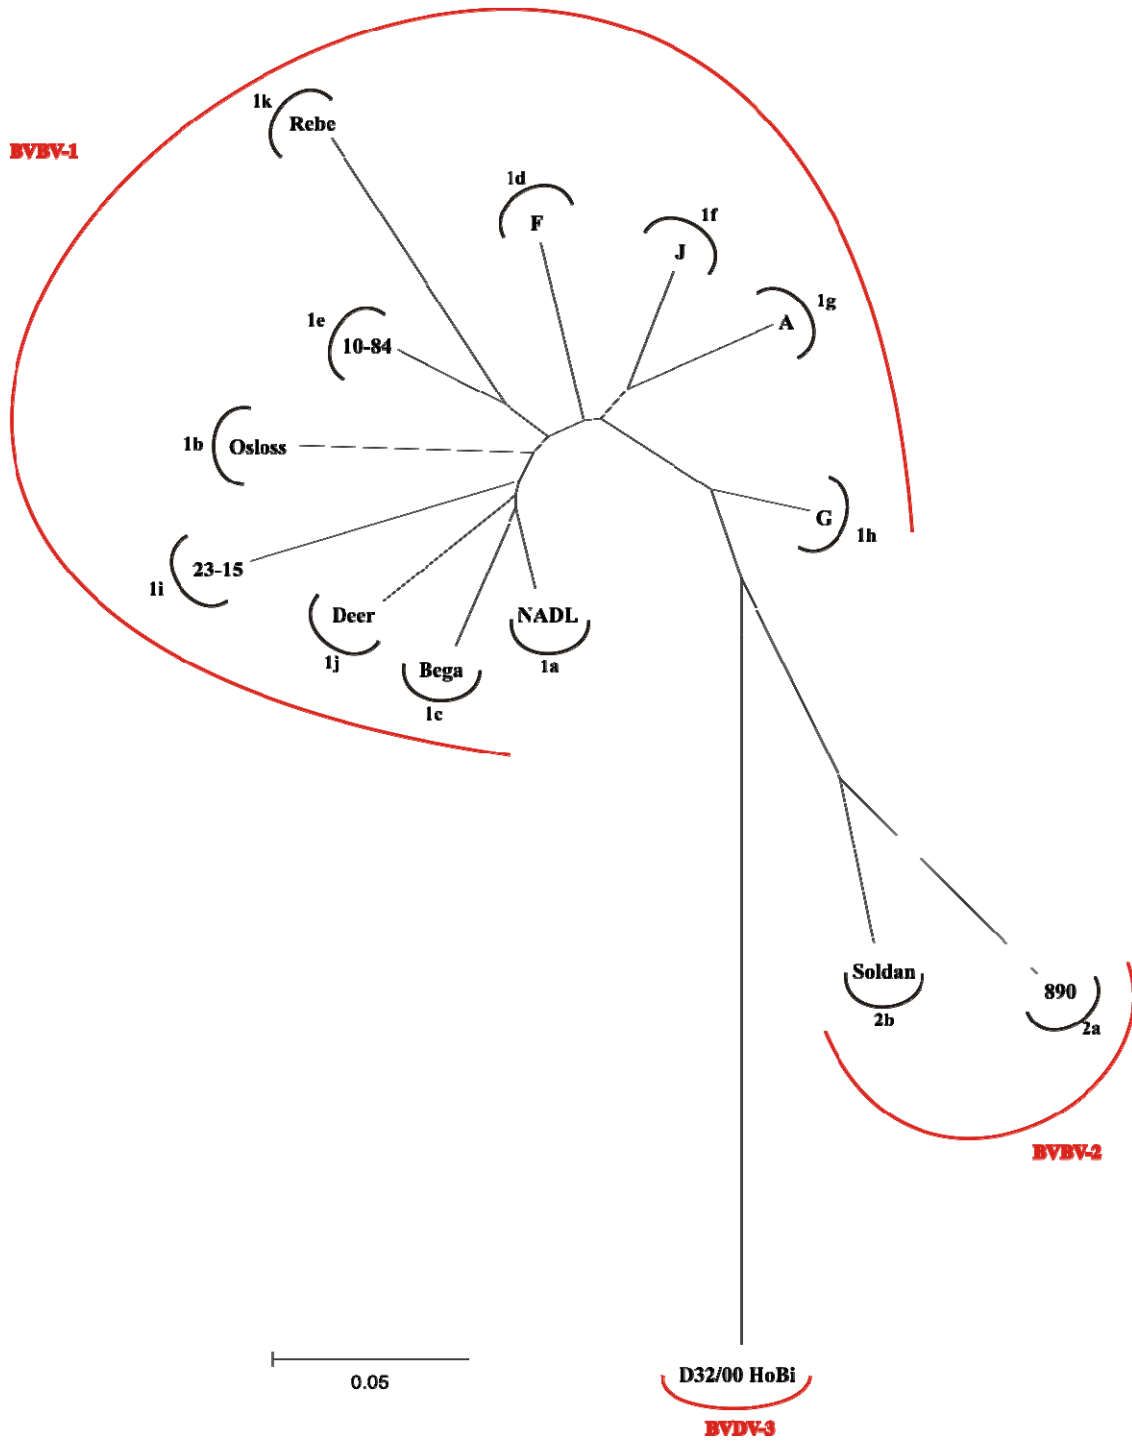 1k
Rebe
BVBV-1
1d
F
1f
J
1g
A
1e
10-84
1b
Osloss
G
1h
23-15
1i
Deer
1j
NADL
1a
Bega
1c
Soldan
2b
890
2a
BVBV-2
0.05
D32/00 HoBi
BVDV-3